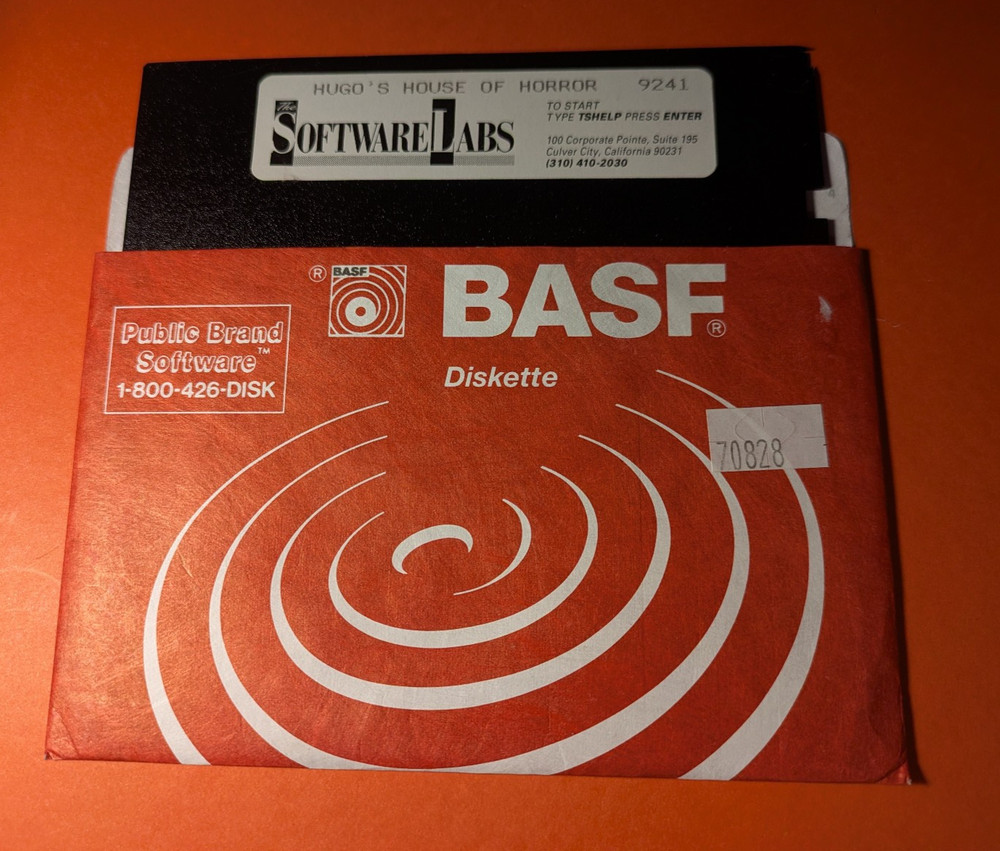 HUGO'S HOUSE OF HORROR 9241
The
SOFTWARE LABS
TO START
TYPE TSHELP PRESS ENTER
100 Corporate Pointe, Suite 195
Culver City, California 90231
(310) 410-2030
® BASF
BASF®
Diskette
Public Brand
Software™
1-800-426-DISK
70828